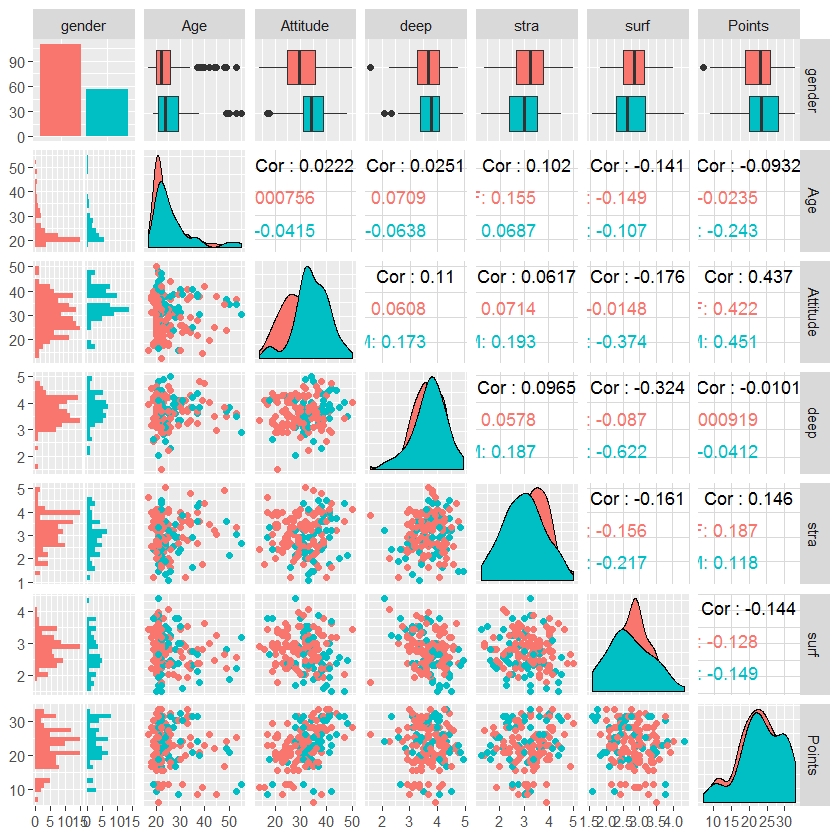 gender Age Attitude deep stra surf Points
90
60
30
0
gender
50
40
30
20
Cor : 0.0222 Cor : 0.0251 Cor : 0.102 Cor : -0.141 Cor : -0.0932
000756 0.0709 F: 0.155 : -0.149 -0.0235
-0.0415 -0.0638 0.0687 -0.107 : -0.243
Age
50
40
30
20
Cor : 0.11 Cor : 0.0617 Cor : -0.176 Cor : 0.437
0.0608 0.0714 -0.0148 F: 0.422
M: 0.173 M: 0.193 : -0.374 M: 0.451
Attitude
5
4
3
2
Cor : 0.0965 Cor : -0.324 Cor : -0.0101
0.0578 : -0.087 000919
M: 0.187 : -0.622 -0.0412
deep
5
4
3
2
1
Cor : -0.161 Cor : 0.146
: -0.156 F: 0.187
: -0.217 M: 0.118
stra
4
3
2
Cor : -0.144
: -0.128
: -0.149
surf
30
20
10
Points
0 5 10 15 0 5 10 15 20 30 40 50 20 30 40 50 2 3 4 5 1 2 3 4 5 1.5 2.0 2.5 3.0 3.5 4.0 10 15 20 25 30